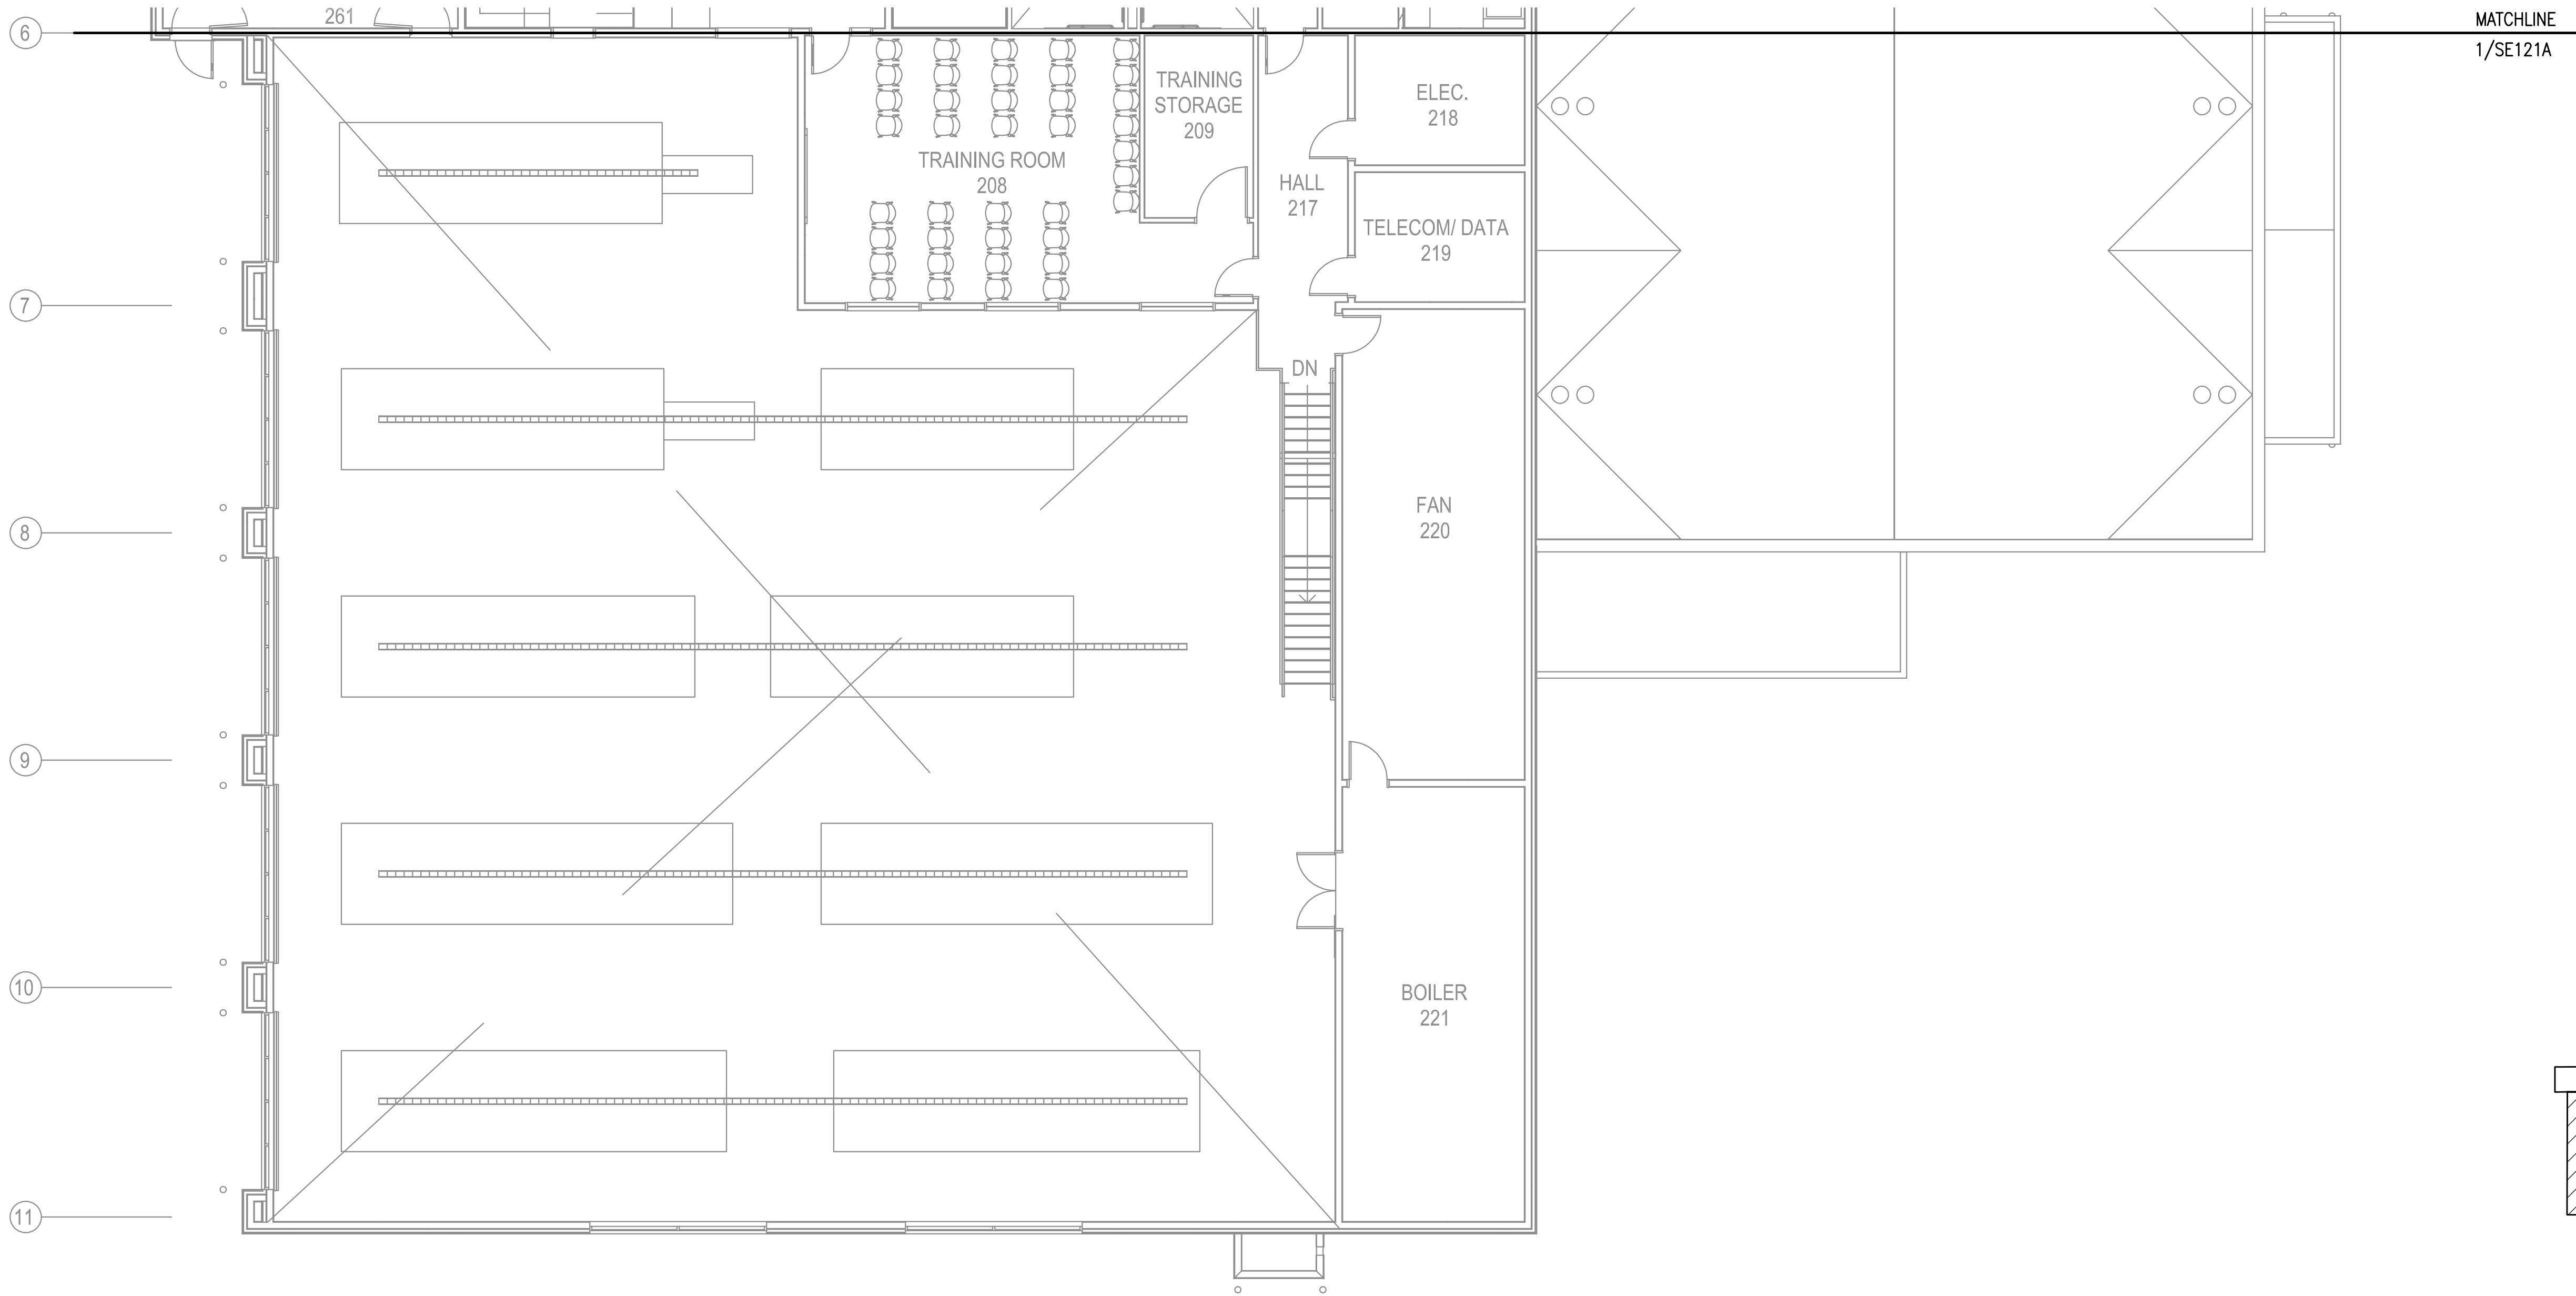 261
MATCHLINE
6
1/SE121A
TRAINING
STORAGE
209
ELEC.
218
TRAINING ROOM
208
HALL
217
TELECOM/ DATA
219
7
DN
FAN
220
8
9
10
BOILER
221
11